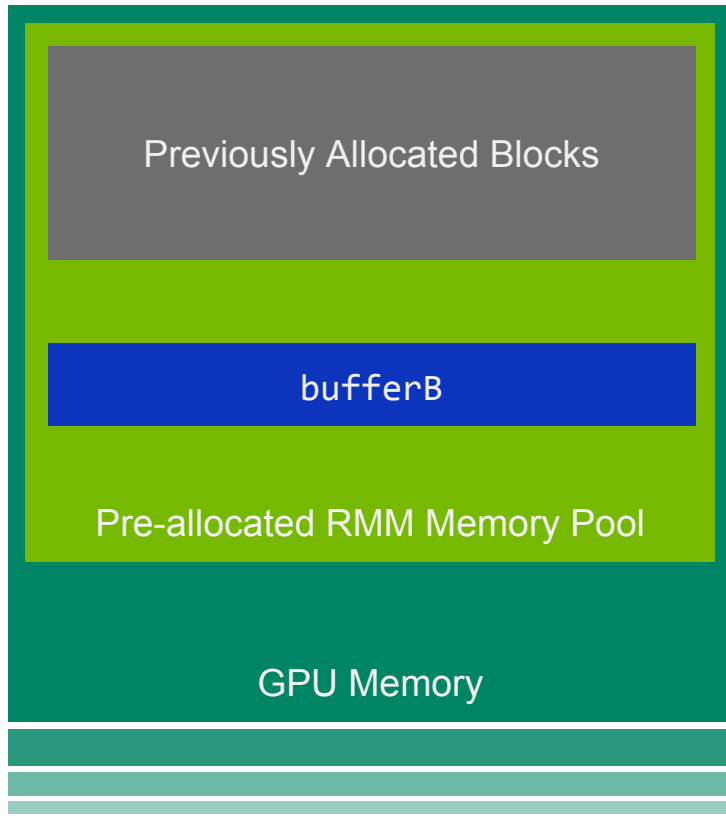 Previously Allocated Blocks
bufferB
Pre-allocated RMM Memory Pool
GPU Memory